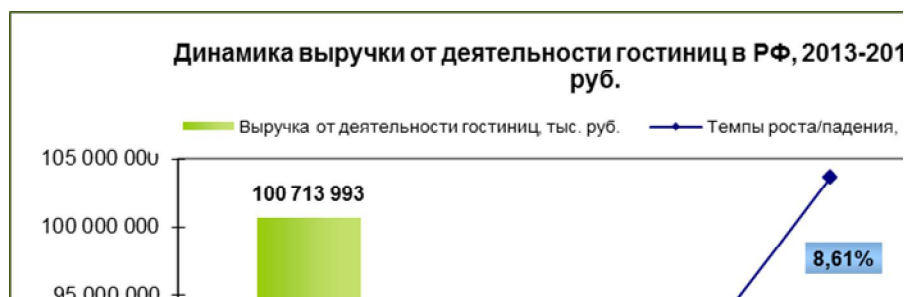 Динамика выручки от деятельности гостиниц в РФ, 2013-201
руб.
Выручка от деятельности гостиниц, тыс. руб. Темпы роста/падения,
105 000 000
100 713 993
100 000 000
8,61%
95 000 000